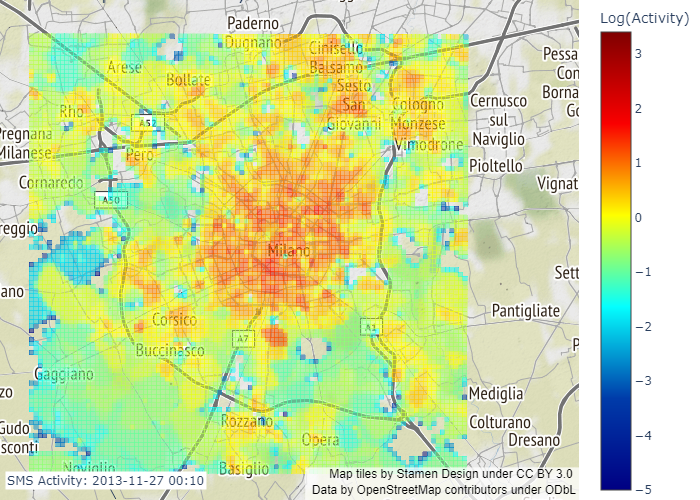 Log(Activity)
3
2
1
0
−1
−2
−3
−4
−5
Paderno
Dugnano
Cinisello
Balsamo
Sesto
San
Giovanni
Arese
Bollate
Rho
A52
Pero
Pregnana
Milanese
Cornaredo
A50
Cologno
Monzese
Vimodrone
Cernusco
sul
Naviglio
Pioltello
Pessa
Con
Borna
Go
Vignat
reggio
Milano
Sett
ano
Pantigliate
Corsico
A7
A1
Buccinasco
Gaggiano
P
zo
Mediglia
Colturano
Dresano
Gudo
sconti
Rozzano
Opera
Basiglio
Noviglio
SMS Activity: 2013-11-27 00:10
Map tiles by Stamen Design under CC BY 3.0
Data by OpenStreetMap contributors under ODbL